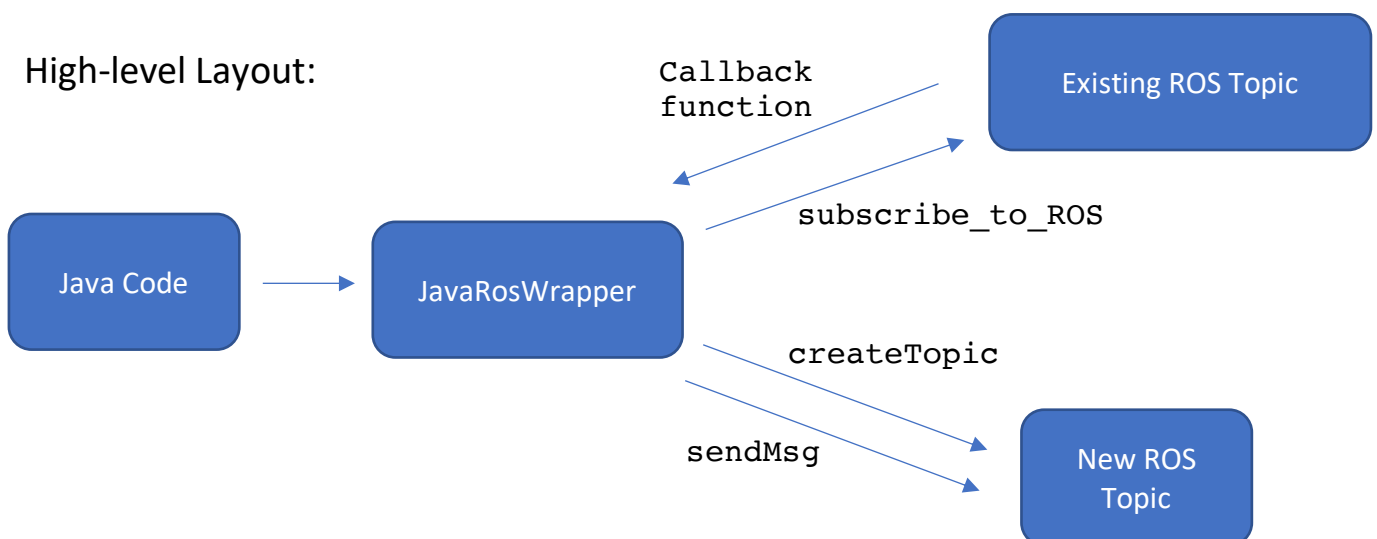 High-level Layout:
Callback
function
Existing ROS Topic
subscribe_to_ROS
Java Code
JavaRosWrapper
createTopic
sendMsg
New ROS
Topic